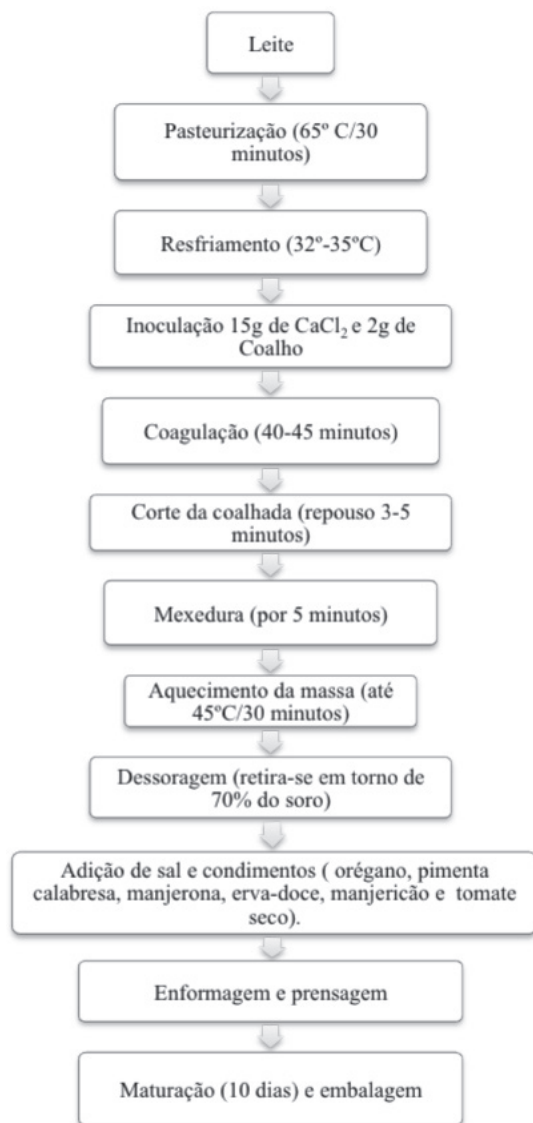 Leite
Pasteurização (65º C/30
minutos)
Resfriamento (32º-35ºC)
Inoculação 15g de CaCl₂ e 2g de
Coalho
Coagulação (40-45 minutos)
Corte da coalhada (repouso 3-5
minutos)
Mexedura (por 5 minutos)
Aquecimento da massa (até
45ºC/30 minutos)
Dessoragem (retira-se em torno de
70% do soro)
Adição de sal e condimentos ( orégano, pimenta
calabresa, manjerona, erva-doce, manjericão e tomate
seco).
Enformagem e prensagem
Maturação (10 dias) e embalagem